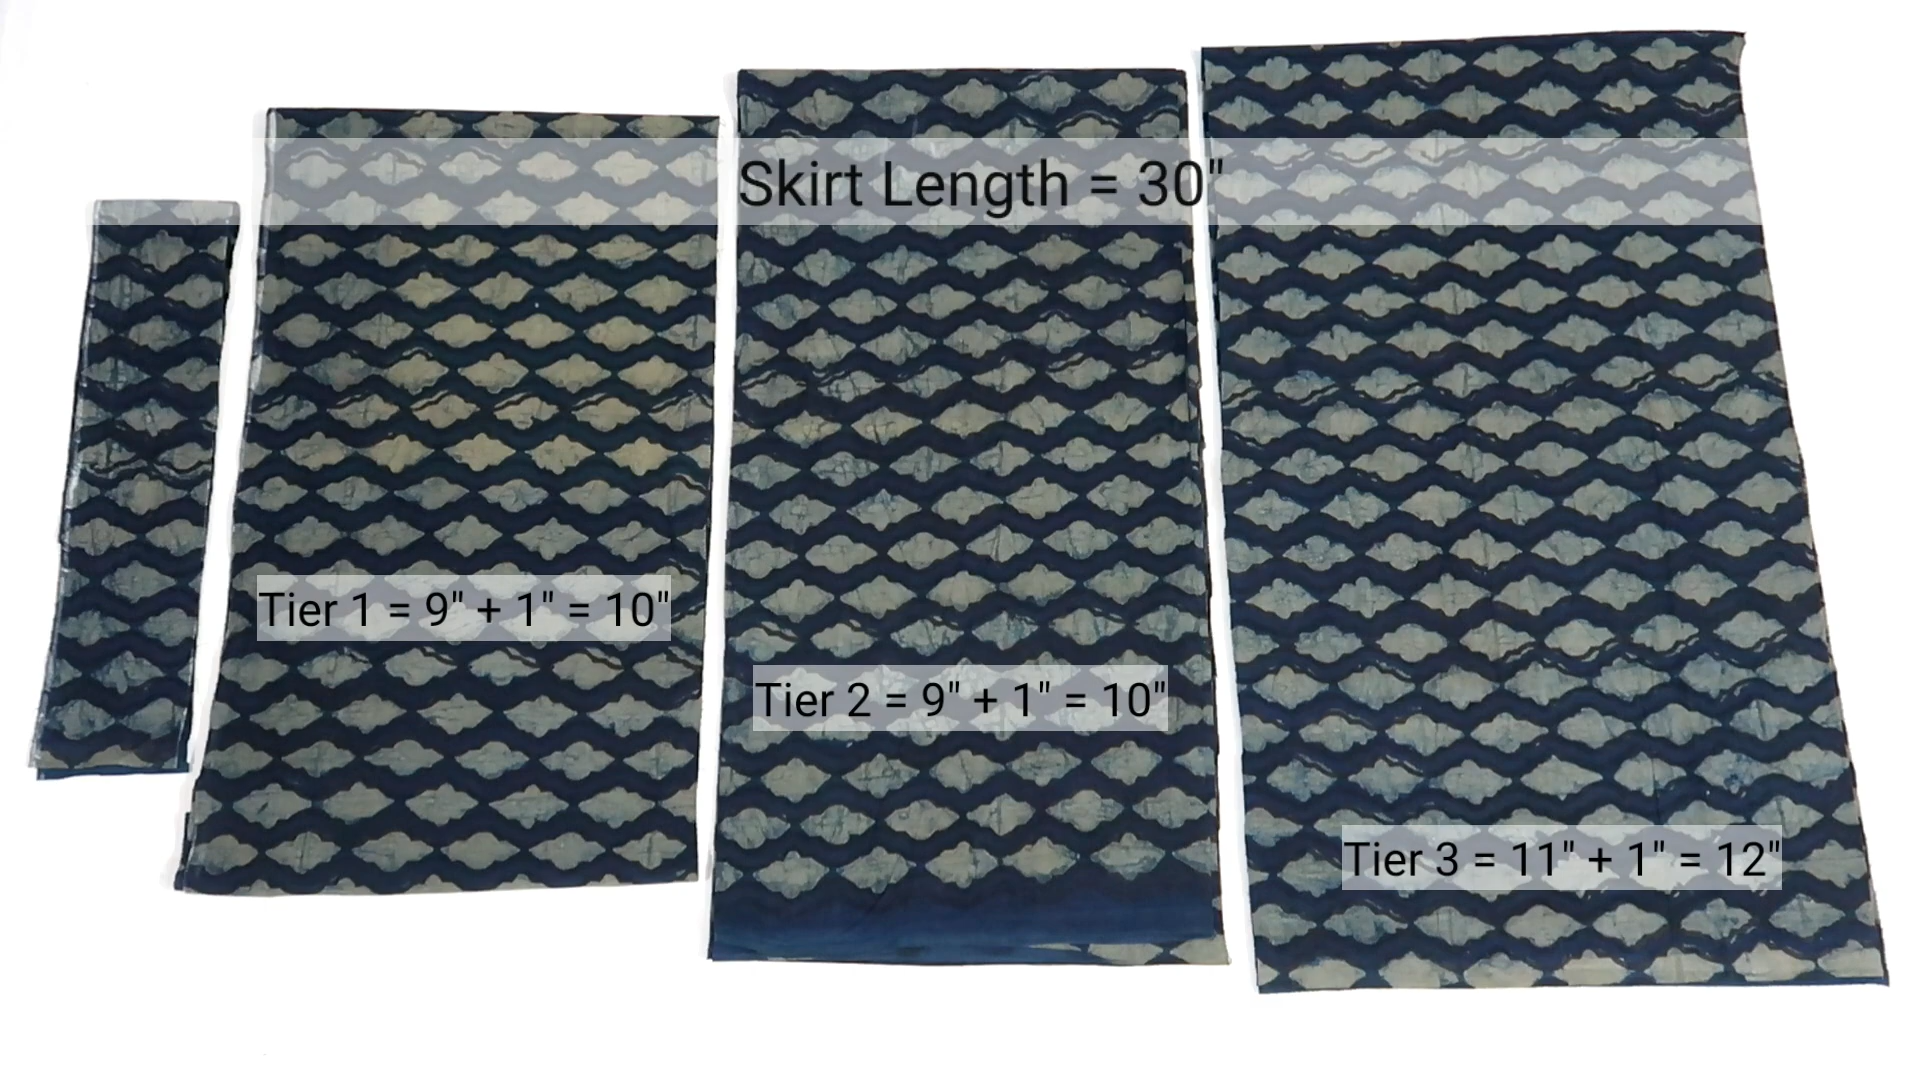 Skirt Length = 30"
Tier 1 = 9" + 1" = 10"
Tier 2 = 9" + 1" = 10"
Tier 3 = 11" + 1" = 12"